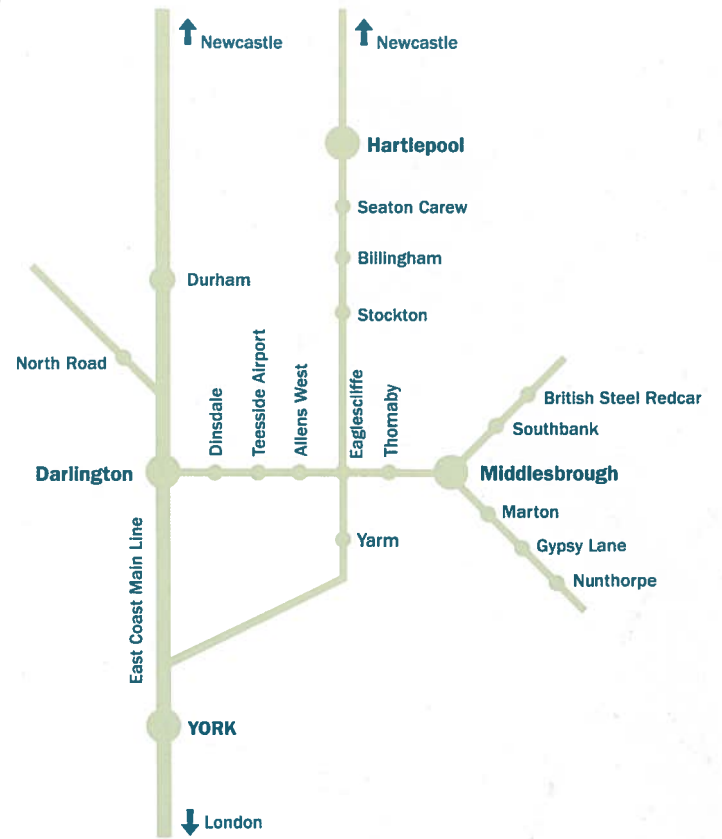 Newcastle
Newcastle
Hartlepool
Seaton Carew
Billingham
Durham
Stockton
North Road
Dinsdale
Teesside Airport
Allens West
Eaglescliffe
Thornaby
British Steel Redcar
Southbank
Darlington
Middlesbrough
Marton
East Coast Main Line
Yarm
Gypsy Lane
Nunthorpe
YORK
London